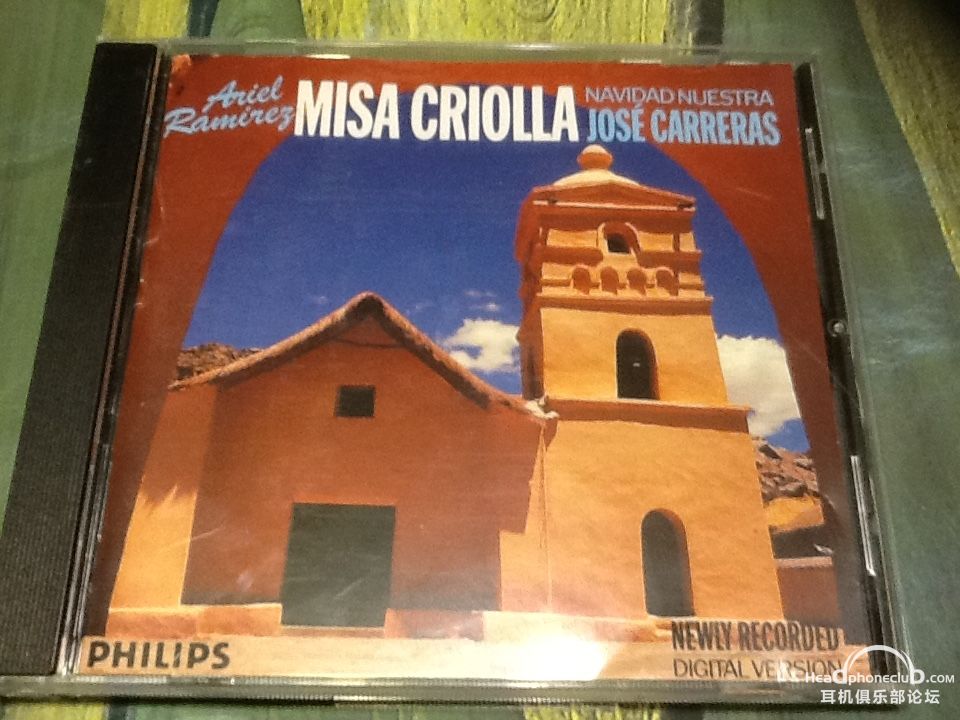 Ariel
Ramírez
MISA CRIOLLA
NAVIDAD NUESTRA
JOSÉ CARRERAS
PHILIPS
NEWLY RECORDED
DIGITAL VERSION
Headphoneclub.com
耳机俱乐部论坛